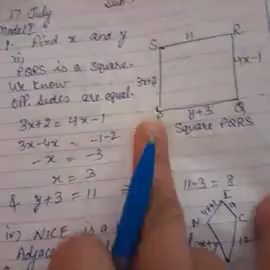 17 July
1. Find x and y
ii)
PQRS is a square.
We know
Opp sides are equal.
3x+2 = 4x-1
3x-4x = -1-2
-x = -3
x = 3
& y+3 = 11
11-3 = 8
S 11 R
3x+2 4x-1
y+3 Q
Square PQRS
iv) NICE is a
Adjace
N I C